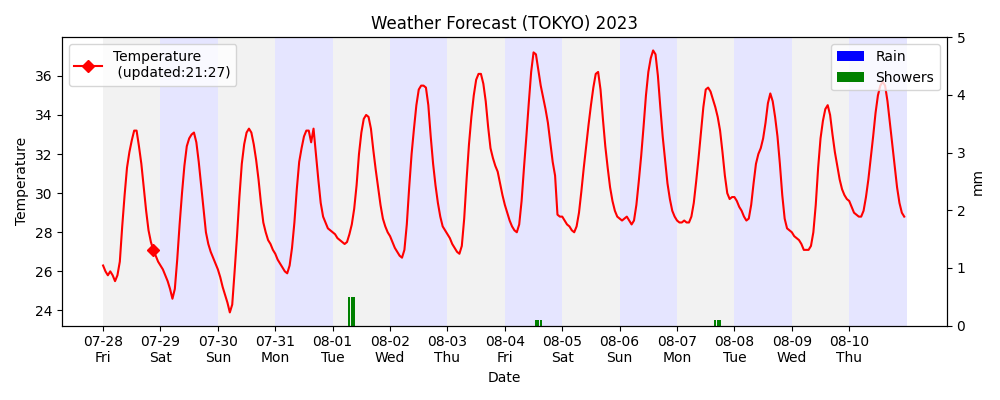 Weather Forecast (TOKYO) 2023
Temperature
(updated:21:27)
Rain
Showers
Temperature
36
34
32
30
28
26
24
5
4
3
2
1
0
mm
07-28 07-29 07-30 07-31 08-01 08-02 08-03 08-04 08-05 08-06 08-07 08-08 08-09 08-10
Fri Sat Sun Mon Tue Wed Thu Fri Sat Sun Mon Tue Wed Thu
Date